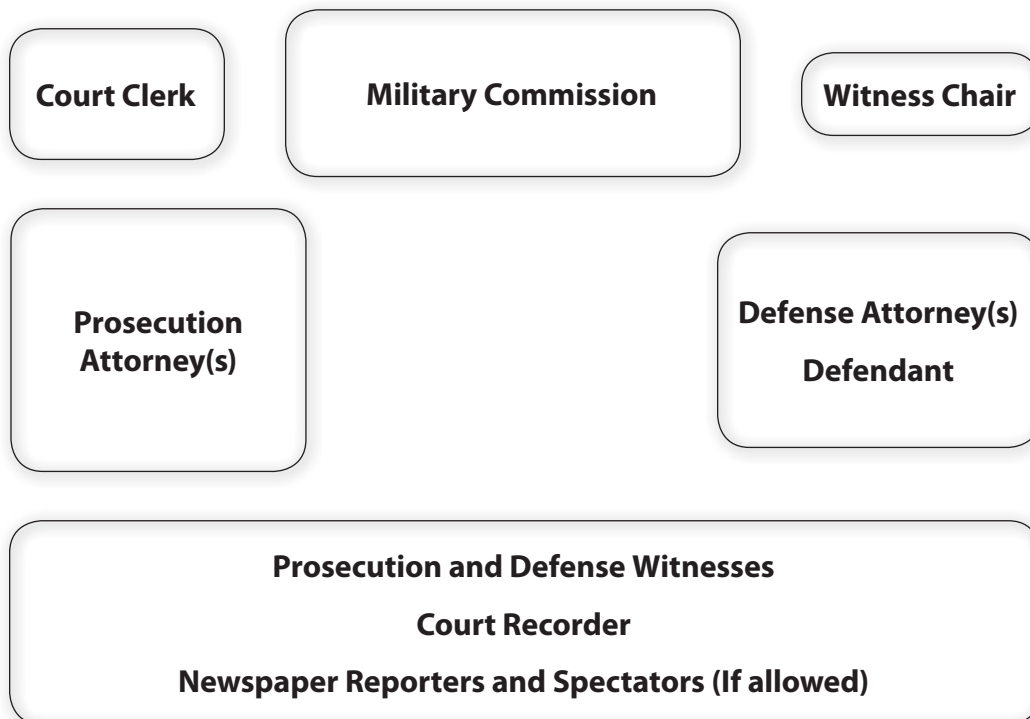 Court Clerk
Military Commission
Witness Chair
Prosecution
Attorney(s)
Defense Attorney(s)
Defendant
Prosecution and Defense Witnesses
Court Recorder
Newspaper Reporters and Spectators (If allowed)